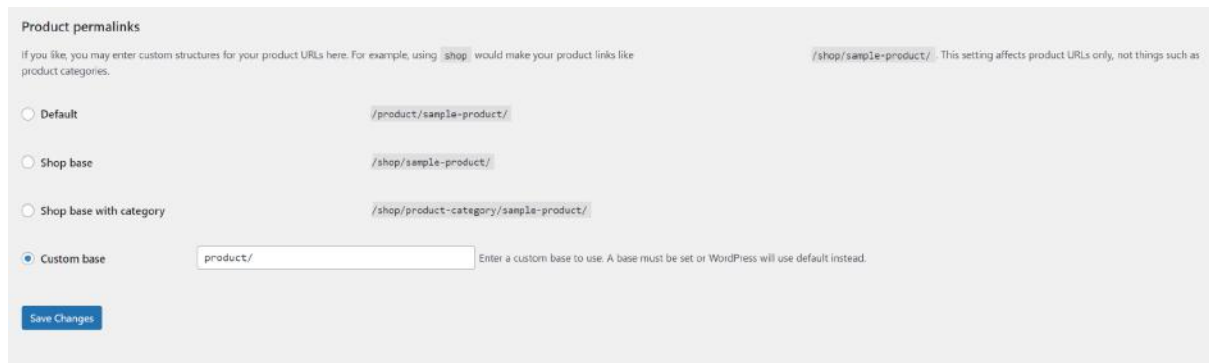 Product permalinks
If you like, you may enter custom structures for your product URLs here. For example, using shop would make your product links like /shop/sample-product/ . This setting affects product URLs only, not things such as
product categories.
Default /product/sample-product/
Shop base /shop/sample-product/
Shop base with category /shop/product-category/sample-product/
Custom base product/ Enter a custom base to use. A base must be set or WordPress will use default instead.
Save Changes